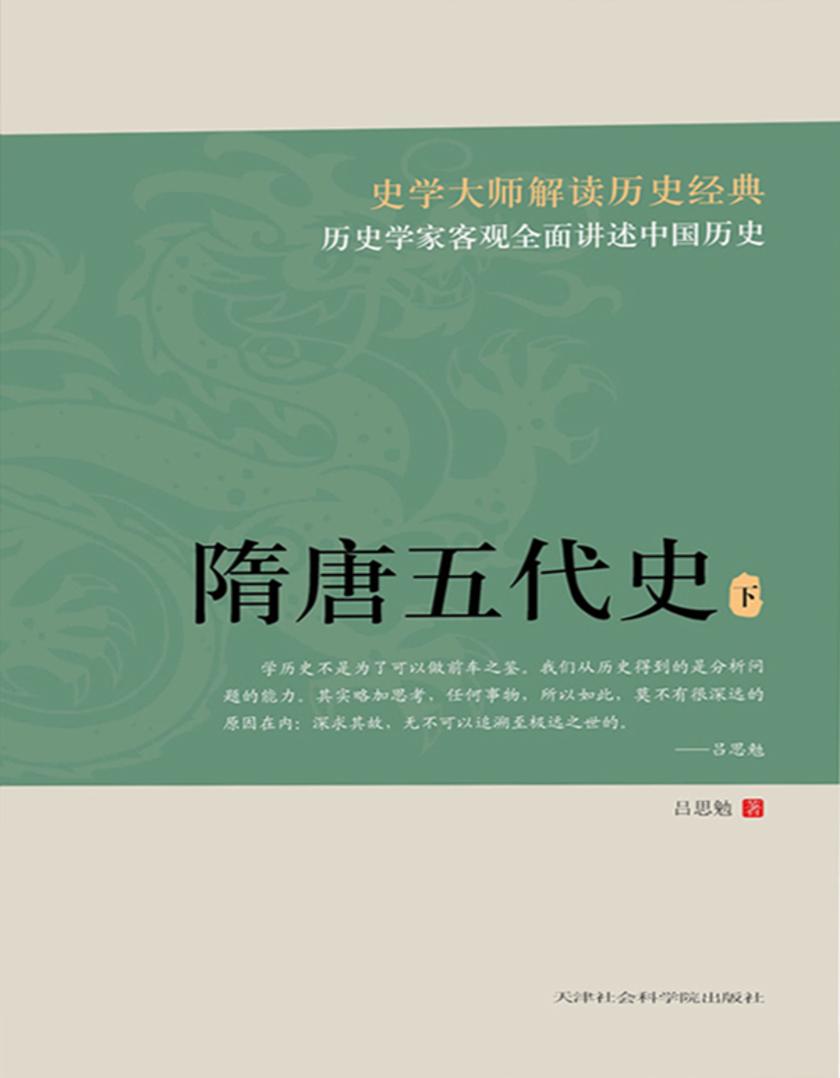 史学大师解读历史经典
历史学家客观全面讲述中国历史
隋唐五代史 下
学历史不是为了可以做前车之鉴。我们从历史得到的是分析问
题的能力。其实略加思考，任何事物，所以如此，莫不有很深远的
原因在内；深求其故，无不可以追溯至极远之世的。
——吕思勉
吕思勉 著
天津社会科学院出版社